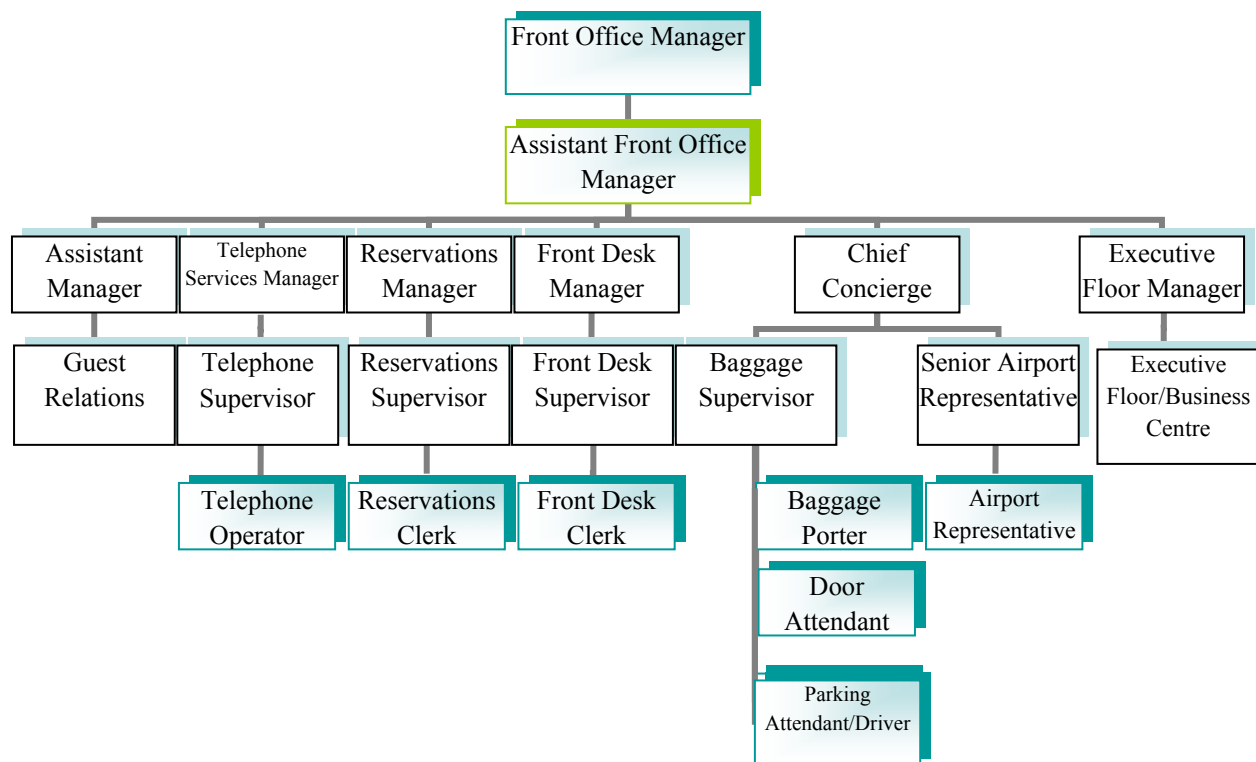 Front Office Manager
Assistant Front Office
Manager
Assistant
Manager
Telephone
Services Manager
Reservations
Manager
Front Desk
Manager
Chief
Concierge
Executive
Floor Manager
Guest
Relations
Telephone
Supervisor
Reservations
Supervisor
Front Desk
Supervisor
Baggage
Supervisor
Senior Airport
Representative
Executive
Floor/Business
Centre
Telephone
Operator
Reservations
Clerk
Front Desk
Clerk
Baggage
Porter
Airport
Representative
Door
Attendant
Parking
Attendant/Driver